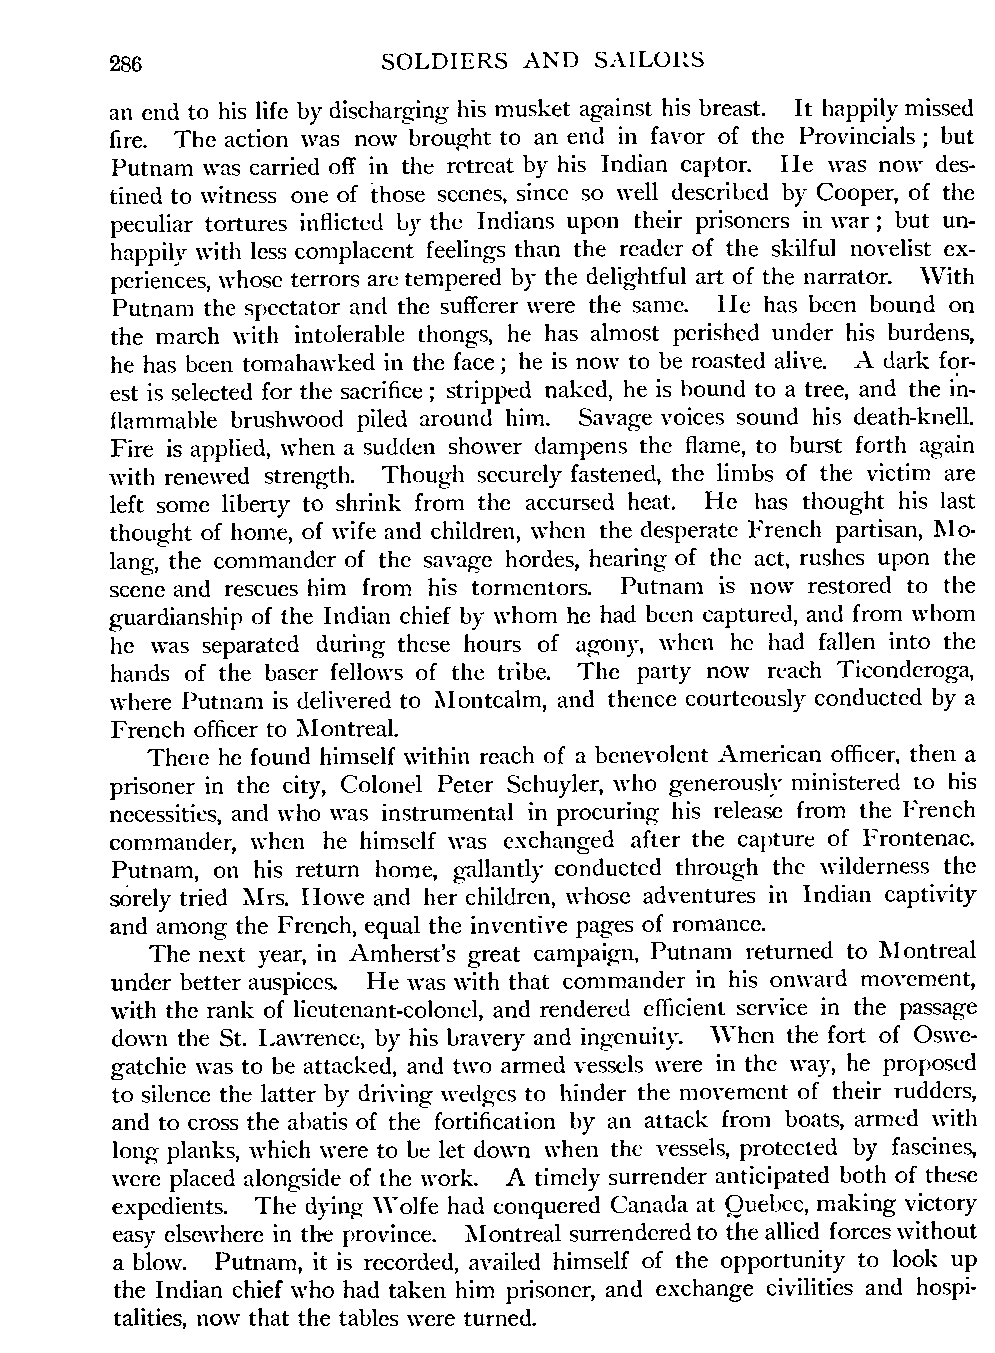 286 SOLDIERS AND SAILORS
an end to his life by discharging his musket against his breast. It happily missed
fire. The action was now brought to an end in favor of the Provincials; but
Putnam was carried off in the retreat by his Indian captor. He was now des-
tined to witness one of those scenes, since so well described by Cooper, of the
peculiar tortures inflicted by the Indians upon their prisoners in war; but un-
happily with less complacent feelings than the reader of the skilful novelist ex-
periences, whose terrors are tempered by the delightful art of the narrator. With
Putnam the spectator and the sufferer were the same. He has been bound on
the march with intolerable thongs, he has almost perished under his burdens,
he has been tomahawked in the face; he is now to be roasted alive. A dark for-
est is selected for the sacrifice; stripped naked, he is bound to a tree, and the in-
flammable brushwood piled around him. Savage voices sound his death-knell.
Fire is applied, when a sudden shower dampens the flame, to burst forth again
with renewed strength. Though securely fastened, the limbs of the victim are
left some liberty to shrink from the accursed heat. He has thought his last
thought of home, of wife and children, when the desperate French partisan, Mo-
lang, the commander of the savage hordes, hearing of the act, rushes upon the
scene and rescues him from his tormentors. Putnam is now restored to the
guardianship of the Indian chief by whom he had been captured, and from whom
he was separated during these hours of agony, when he had fallen into the
hands of the baser fellows of the tribe. The party now reach Ticonderoga,
where Putnam is delivered to Montcalm, and thence courteously conducted by a
French officer to Montreal.
There he found himself within reach of a benevolent American officer, then a
prisoner in the city, Colonel Peter Schuyler, who generously ministered to his
necessities, and who was instrumental in procuring his release from the French
commander, when he himself was exchanged after the capture of Frontenac.
Putnam, on his return home, gallantly conducted through the wilderness the
sorely tried Mrs. Howe and her children, whose adventures in Indian captivity
and among the French, equal the inventive pages of romance.
The next year, in Amherst's great campaign, Putnam returned to Montreal
under better auspices. He was with that commander in his onward movement,
with the rank of lieutenant-colonel, and rendered efficient service in the passage
down the St. Lawrence, by his bravery and ingenuity. When the fort of Oswe-
gatchie was to be attacked, and two armed vessels were in the way, he proposed
to silence the latter by driving wedges to hinder the movement of their rudders,
and to cross the abatis of the fortification by an attack from boats, armed with
long planks, which were to be let down when the vessels, protected by fascines,
were placed alongside of the work. A timely surrender anticipated both of these
expedients. The dying Wolfe had conquered Canada at Quebec, making victory
easy elsewhere in the province. Montreal surrendered to the allied forces without
a blow. Putnam, it is recorded, availed himself of the opportunity to look up
the Indian chief who had taken him prisoner, and exchange civilities and hospi-
talities, now that the tables were turned.